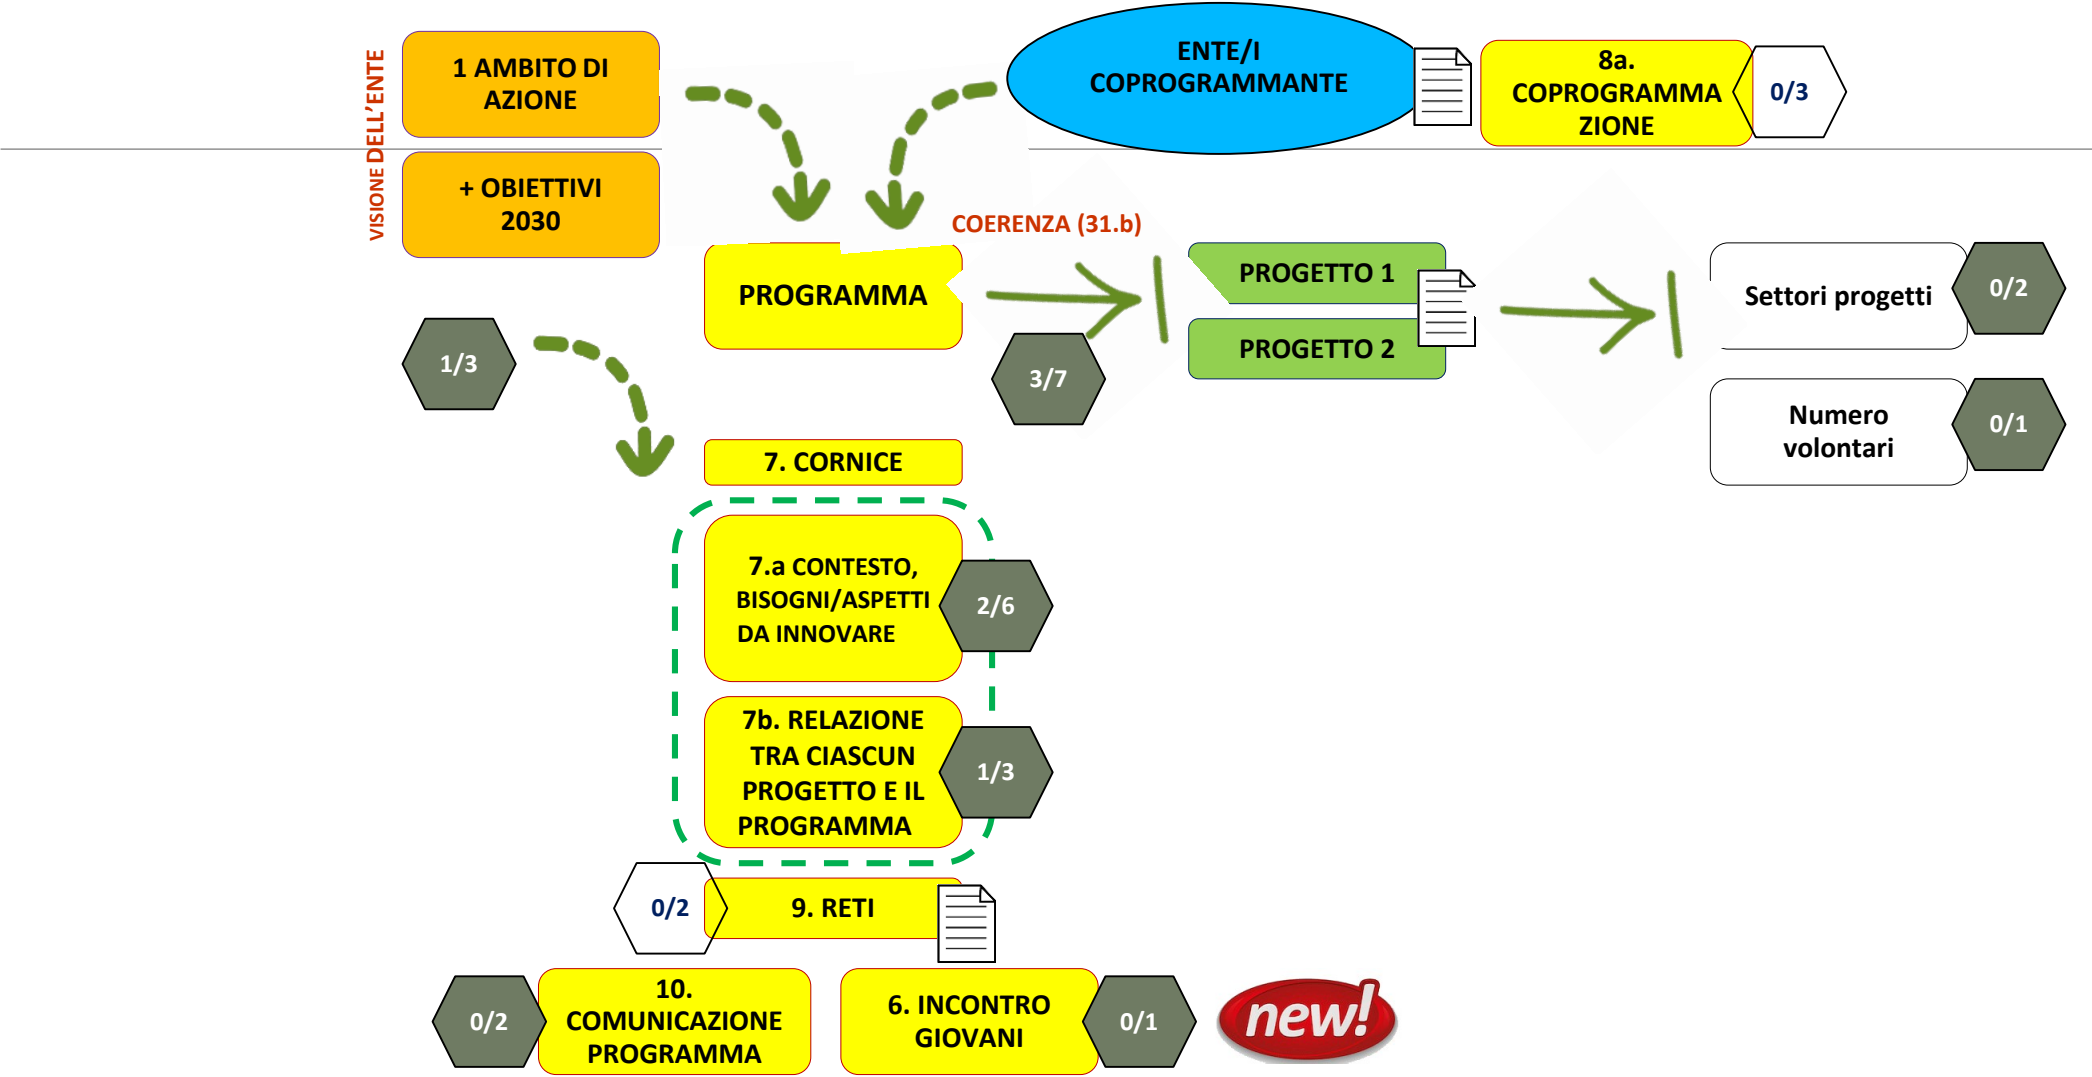 VISIONE DELL'ENTE
1 AMBITO DI
AZIONE
+ OBIETTIVI
2030
ENTE/I
COPROGRAMMANTE
8a.
COPROGRAMMA
ZIONE
0/3
COERENZA (31.b)
PROGRAMMA
PROGETTO 1
PROGETTO 2
Settori progetti
0/2
1/3
3/7
Numero
volontari
0/1
7. CORNICE
7.a CONTESTO,
BISOGNI/ASPETTI
DA INNOVARE
2/6
7b. RELAZIONE
TRA CIASCUN
PROGETTO E IL
PROGRAMMA
1/3
0/2
9. RETI
0/2
10.
COMUNICAZIONE
PROGRAMMA
6. INCONTRO
GIOVANI
0/1
new!